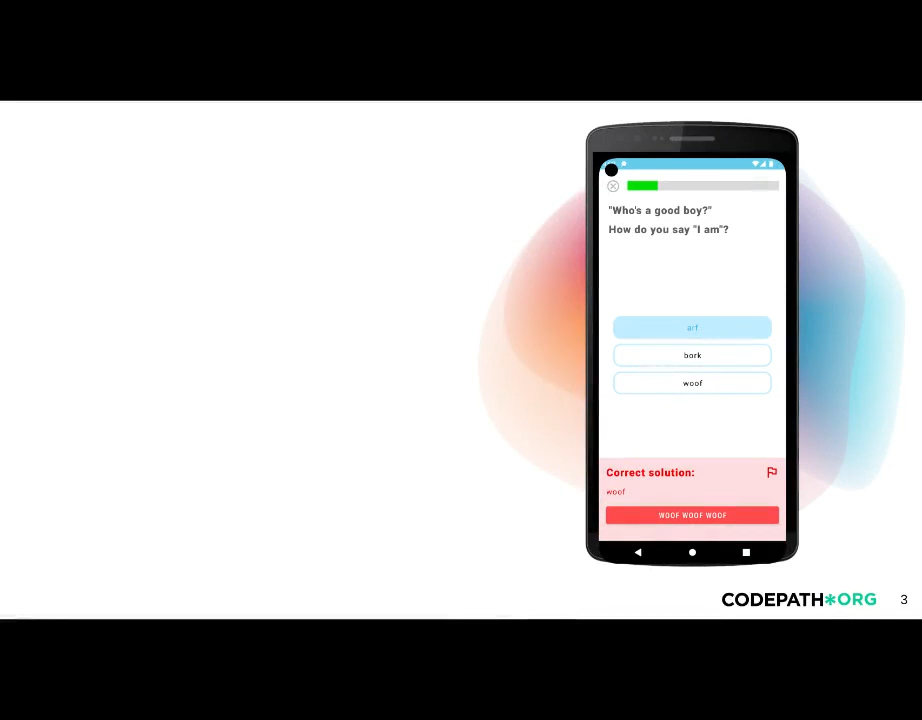 "Who's a good boy?"
How do you say "I am"?
arf
bork
woof
Correct solution:
woof
WOOF WOOF WOOF
CODEPATH*ORG
3